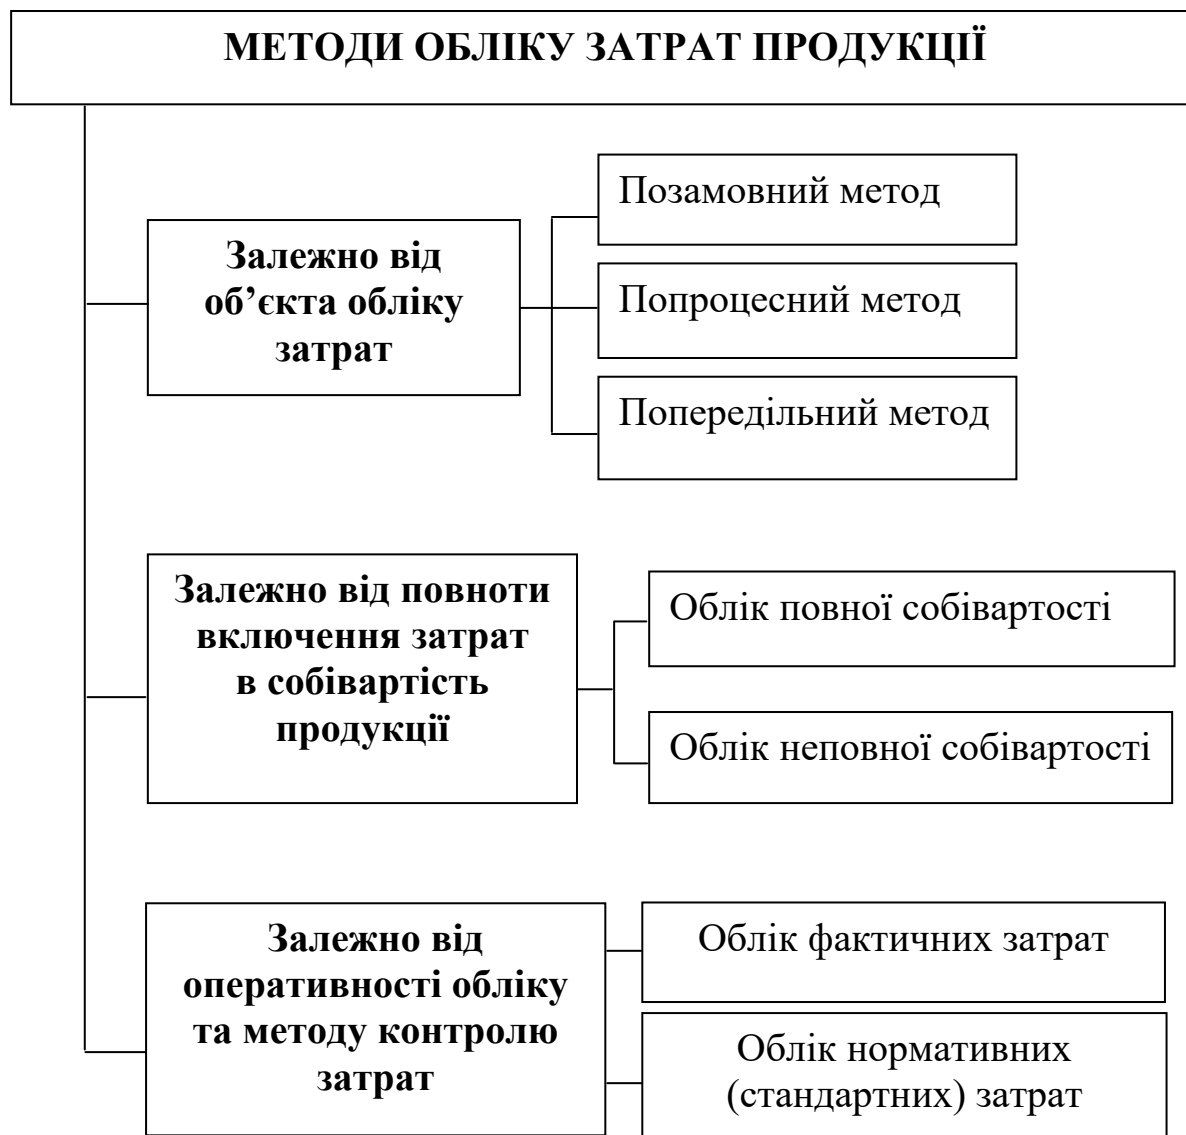 МЕТОДИ ОБЛІКУ ЗАТРАТ ПРОДУКЦІЇ
Залежно від
об’єкта обліку
затрат
Позамовний метод
Попроцесний метод
Попередільний метод
Залежно від повноти
включення затрат
в собівартість
продукції
Облік повної собівартості
Облік неповної собівартості
Залежно від
оперативності обліку
та методу контролю
затрат
Облік фактичних затрат
Облік нормативних
(стандартних) затрат